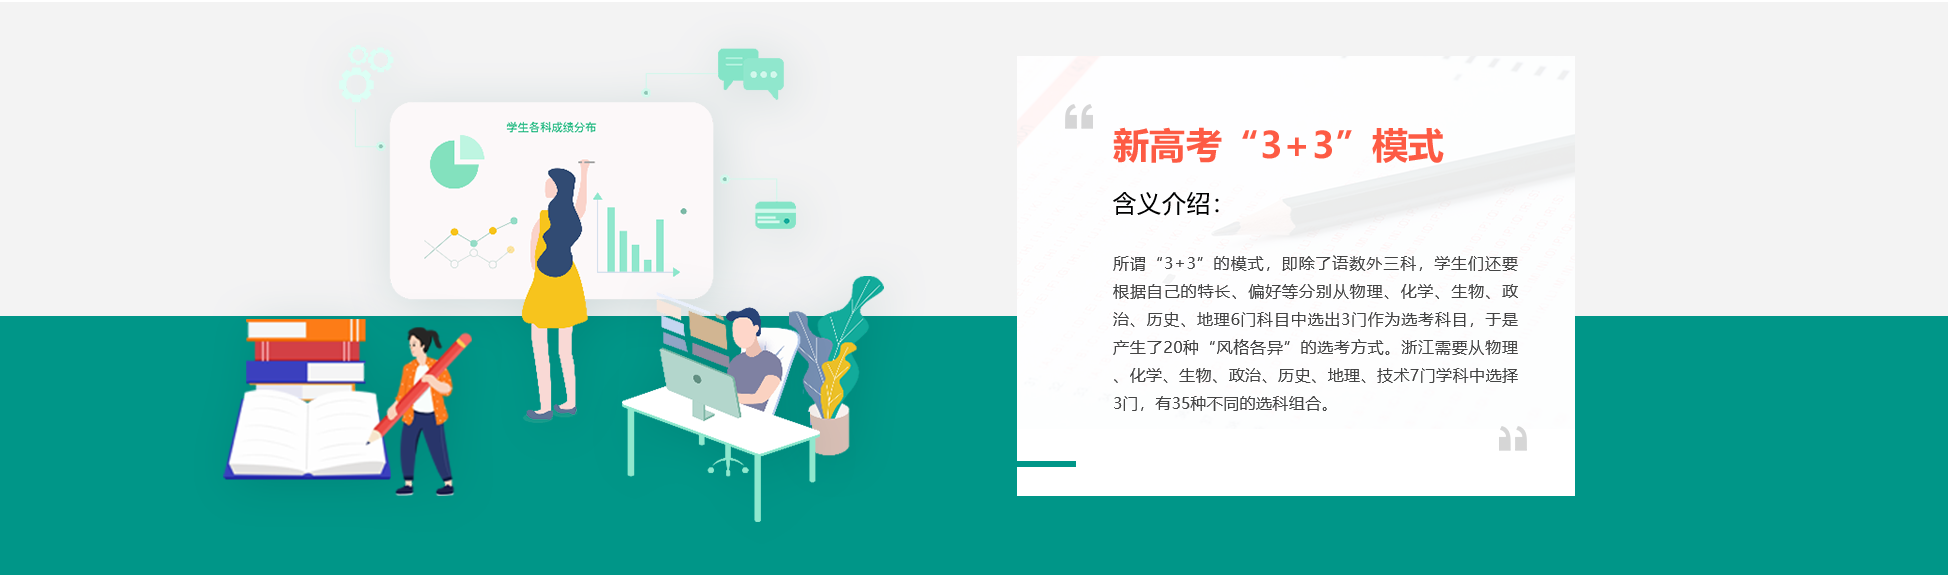 学生各科成绩分布
新高考“3+3”模式
含义介绍：
所谓“3+3”的模式，即除了语数外三科，学生们还要
根据自己的特长、偏好等分别从物理、化学、生物、政
治、历史、地理6门科目中选出3门作为选考科目，于是
产生了20种“风格各异”的选考方式。浙江需要从物理
、化学、生物、政治、历史、地理、技术7门学科中选择
3门，有35种不同的选科组合。